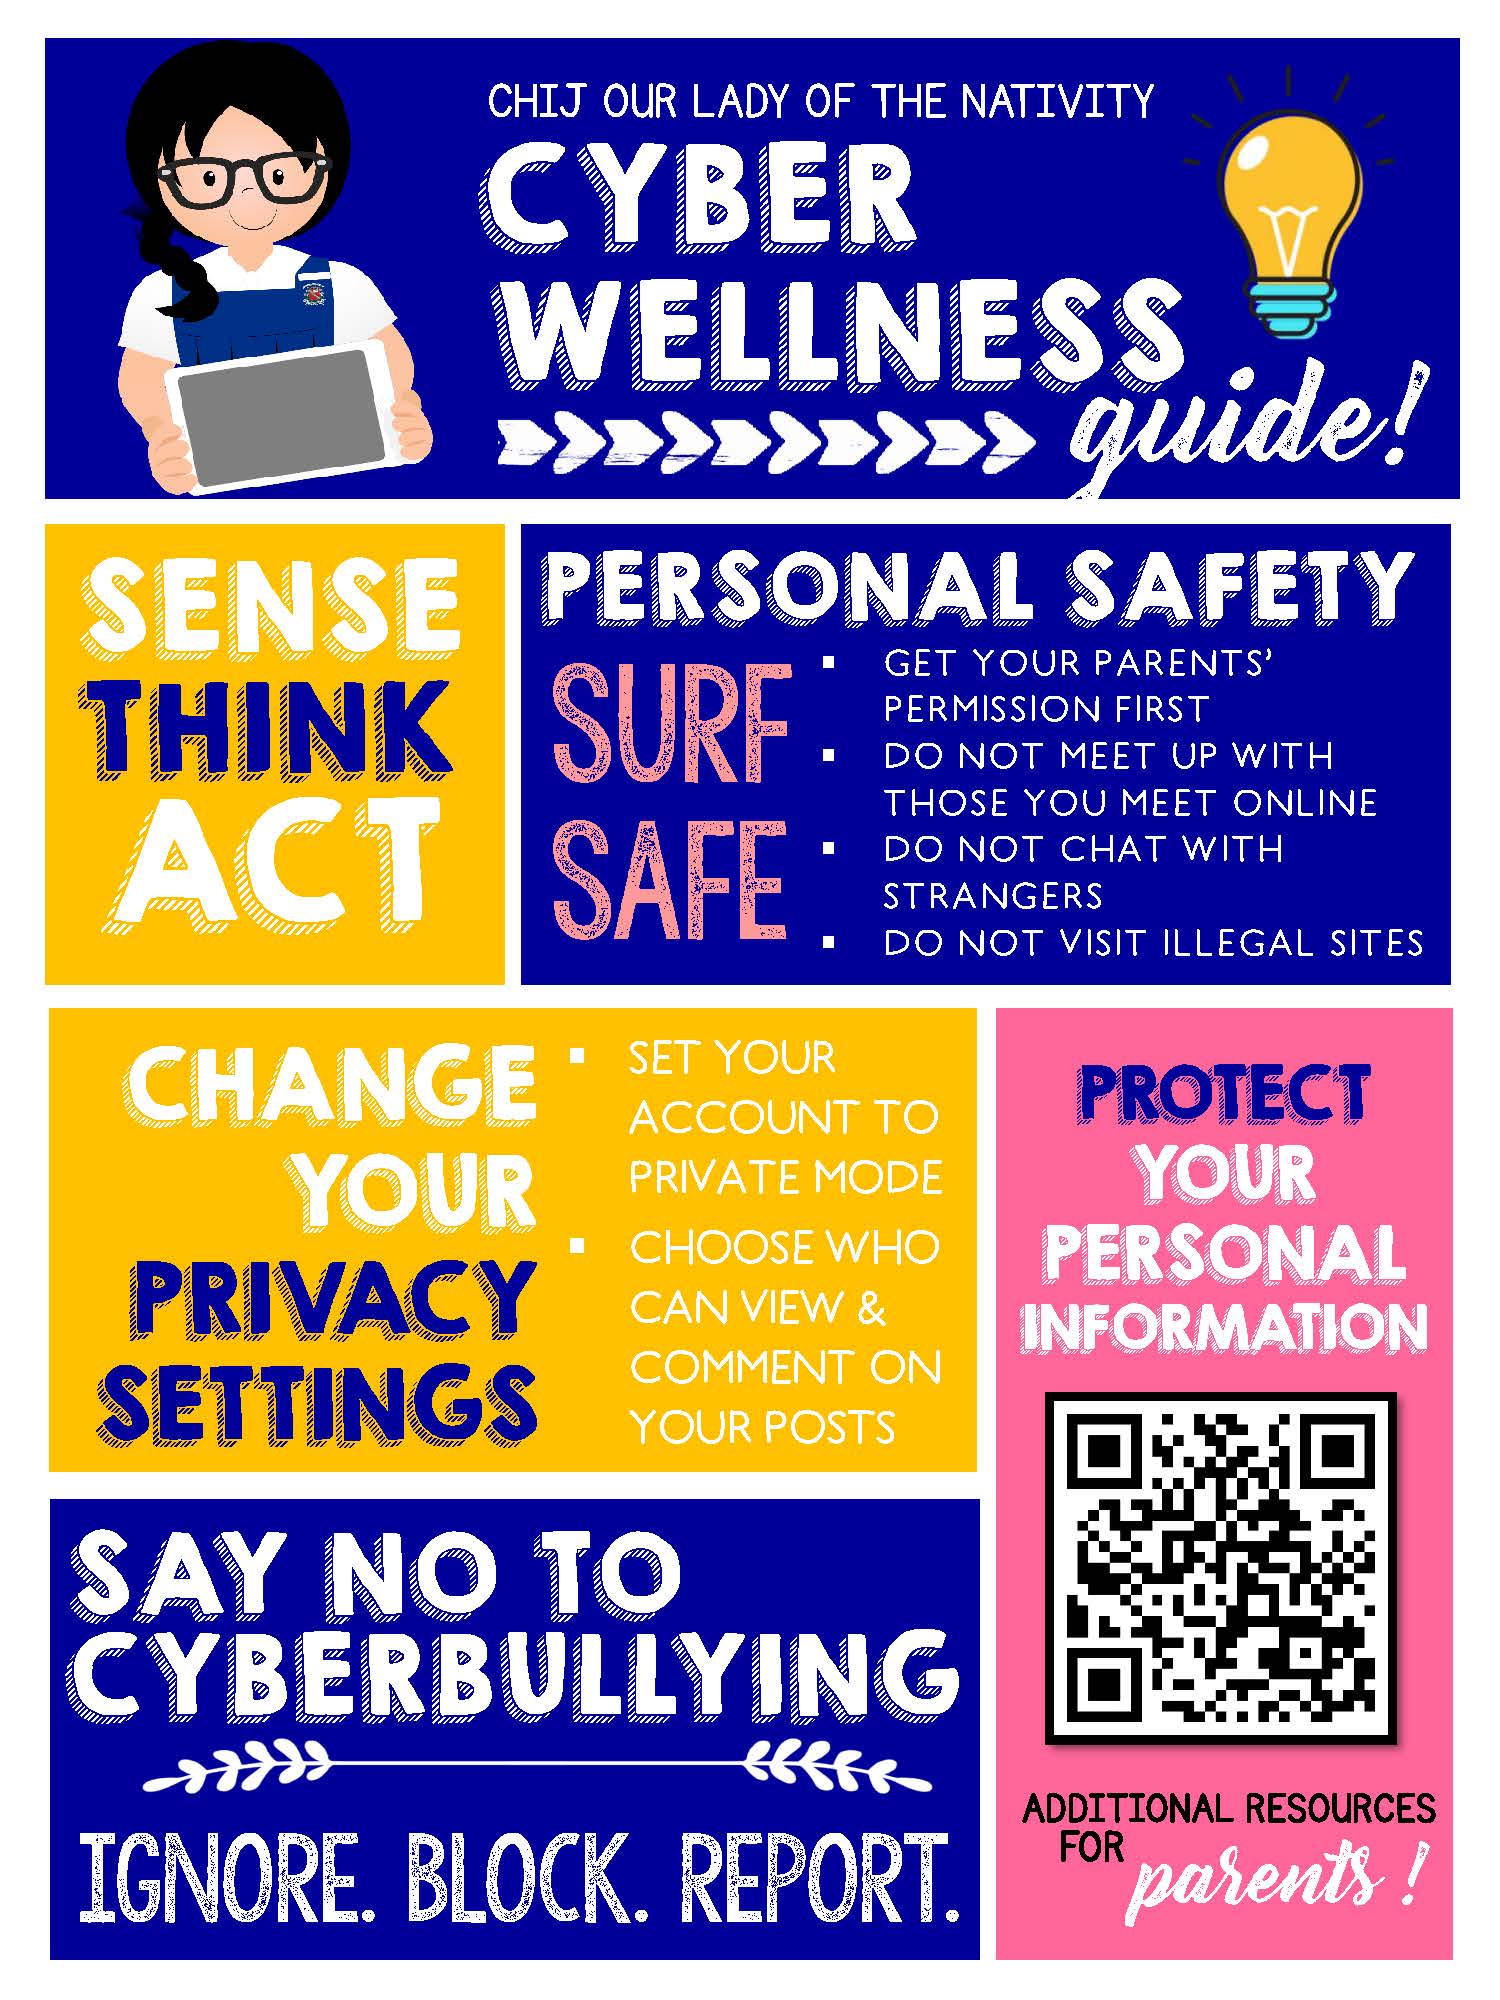 CHIJ OUR LADY OF THE NATIVITY
CYBER
WELLNESS
guide!
SENSE
THINK
ACT
PERSONAL SAFETY
SURF
SAFE
▪ GET YOUR PARENTS'
PERMISSION FIRST
▪ DO NOT MEET UP WITH
THOSE YOU MEET ONLINE
▪ DO NOT CHAT WITH
STRANGERS
▪ DO NOT VISIT ILLEGAL SITES
CHANGE
YOUR
PRIVACY
SETTINGS
▪ SET YOUR
ACCOUNT TO
PRIVATE MODE
▪ CHOOSE WHO
CAN VIEW &
COMMENT ON
YOUR POSTS
PROTECT
YOUR
PERSONAL
INFORMATION
ADDITIONAL RESOURCES
FOR parents!
SAY NO TO
CYBERBULLYING
IGNORE. BLOCK. REPORT.